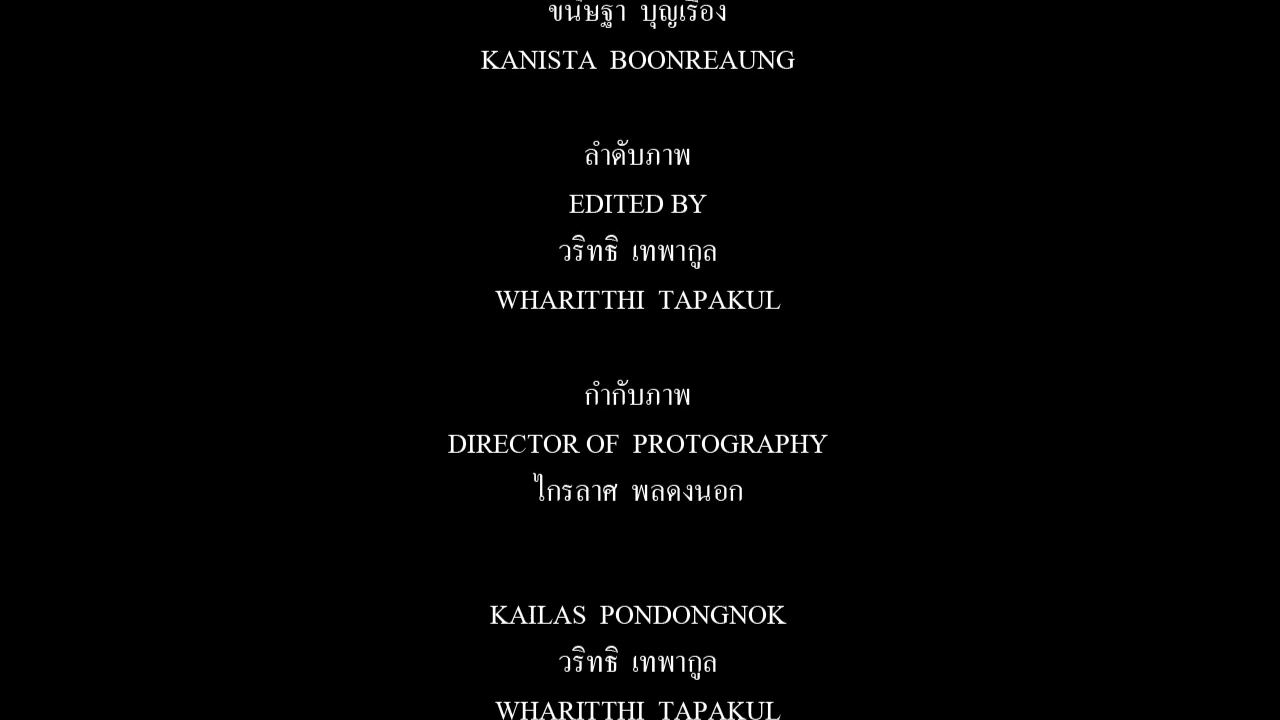 ขนิษฐา บุญเรือง
KANISTA BOONREAUNG
ลำดับภาพ
EDITED BY
วริทธิ เทพากูล
WHARITTHI TAPAKUL
กำกับภาพ
DIRECTOR OF PROTOGRAPHY
ไกรลาศ พลดงนอก
KAILAS PONDONGNOK
วริทธิ เทพากูล
WHARITTHI TAPAKUL